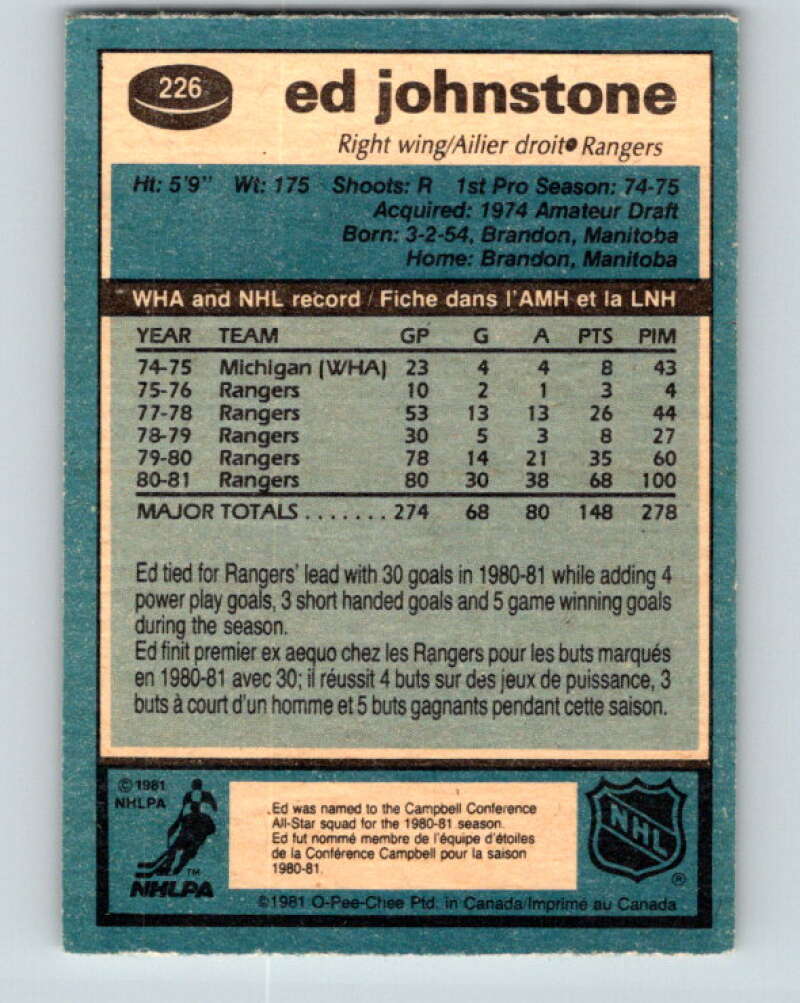 226
ed johnstone
Right wing/Ailier droit • Rangers
Ht: 5'9" Wt: 175 Shoots: R 1st Pro Season: 74-75
Acquired: 1974 Amateur Draft
Born: 3-2-54, Brandon, Manitoba
Home: Brandon, Manitoba
WHA and NHL record / Fiche dans l'AMH et la LNH
YEAR TEAM GP G A PTS PIM
74-75 Michigan (WHA) 23 4 4 8 43
75-76 Rangers 10 2 1 3 4
77-78 Rangers 53 13 13 26 44
78-79 Rangers 30 5 3 8 27
79-80 Rangers 78 14 21 35 60
80-81 Rangers 80 30 38 68 100
MAJOR TOTALS ....... 274 68 80 148 278
Ed tied for Rangers' lead with 30 goals in 1980-81 while adding 4
power play goals, 3 short handed goals and 5 game winning goals
during the season.
Ed finit premier ex aequo chez les Rangers pour les buts marqués
en 1980-81 avec 30; il réussit 4 buts sur des jeux de puissance, 3
buts à court d'un homme et 5 buts gagnants pendant cette saison.
© 1981
NHLPA
TM
NHLPA
Ed was named to the Campbell Conference
All-Star squad for the 1980-81 season.
Ed fut nommé membre de l'équipe d'étoiles
de la Conférence Campbell pour la saison
1980-81.
NHL
®
©1981 O-Pee-Chee Ptd. in Canada/Imprimé au Canada